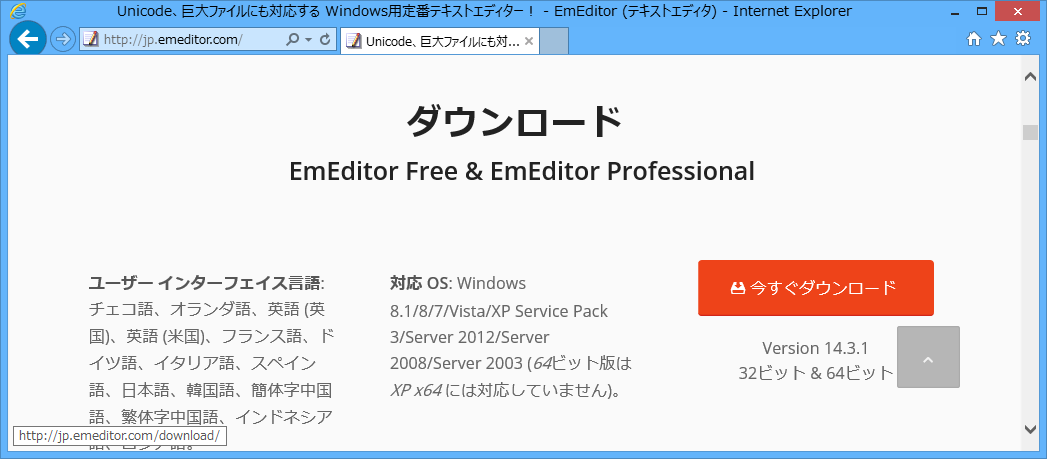 Unicode、巨大ファイルにも対応する Windows用定番テキストエディター！ - EmEditor (テキストエディタ) - Internet Explorer
http://jp.emeditor.com/
Unicode、巨大ファイルにも対...
ダウンロード
EmEditor Free & EmEditor Professional
ユーザー インターフェイス言語:
チェコ語、オランダ語、英語 (英
国)、英語 (米国)、フランス語、ド
イツ語、イタリア語、スペイン
語、日本語、韓国語、簡体字中国
語、繁体字中国語、インドネシア
対応 OS: Windows
8.1/8/7/Vista/XP Service Pack
3/Server 2012/Server
2008/Server 2003 (64ビット版は
XP x64 には対応していません)。
今すぐダウンロード
Version 14.3.1
32ビット & 64ビット
http://jp.emeditor.com/download/